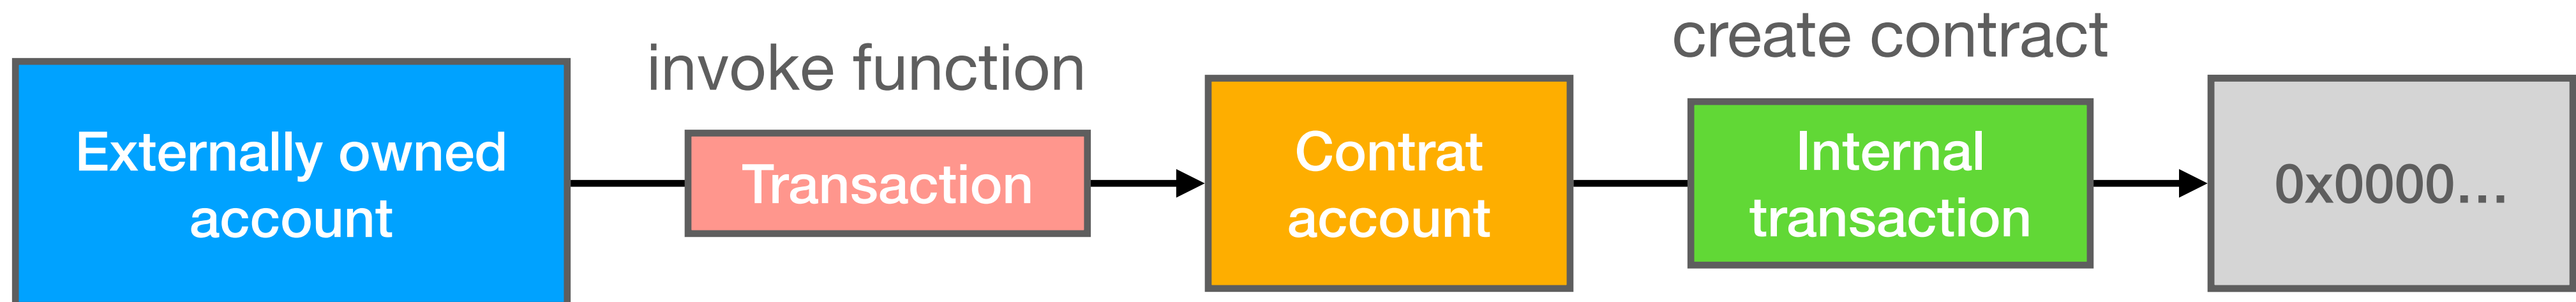 Externally owned
account
invoke function
Transaction
Contrat
account
create contract
Internal
transaction
0x0000...